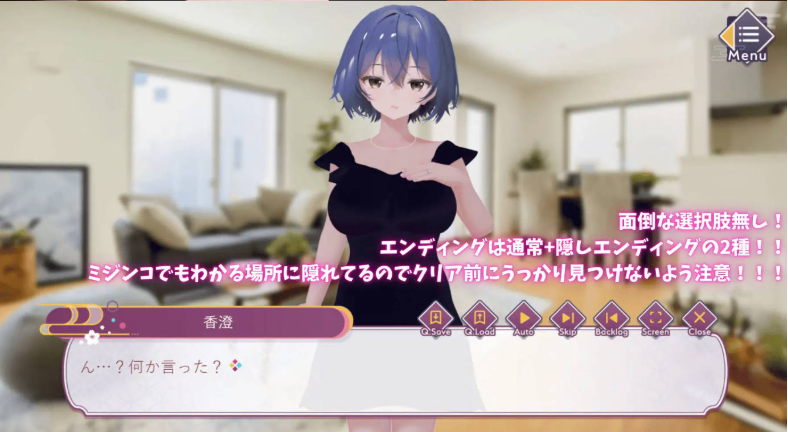 Menu
面倒な選択肢無し！
エンディングは通常+隠しエンディングの2種！！
ミジンコでもわかる場所に隠れてるのでクリア前にうっかり見つけないよう注意！！！
香澄
Q.Save Q.Load Auto Skip Backlog Screen Close
ん…？何か言った？